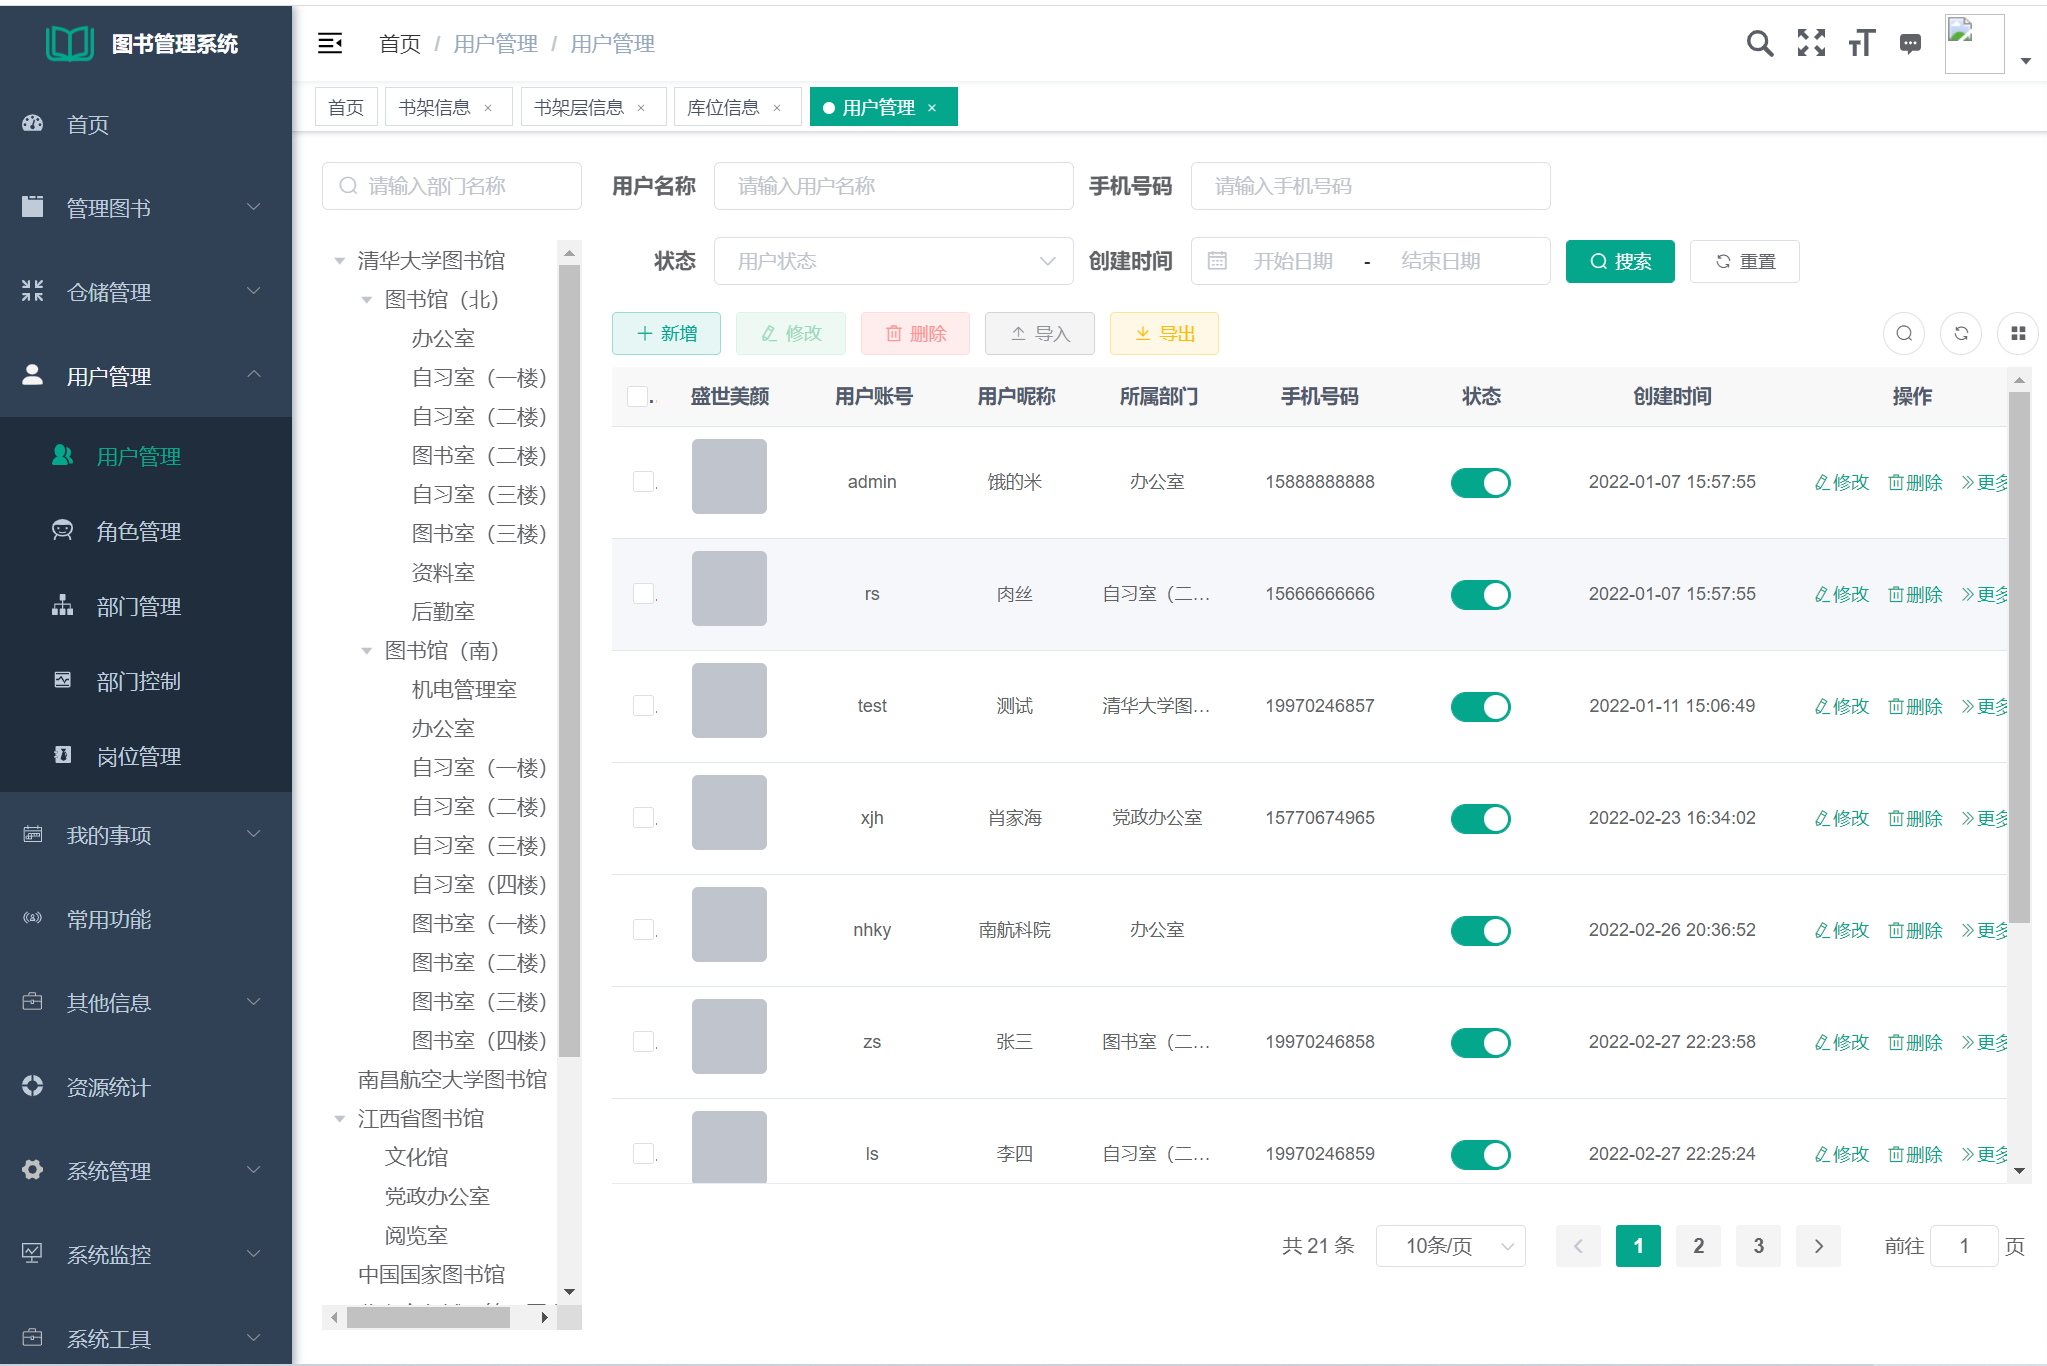 图书管理系统
首页 / 用户管理 / 用户管理
首页
书架信息 ×
书架层信息 ×
库位信息 ×
用户管理 ×
首页
管理图书
仓储管理
用户管理
用户管理
角色管理
部门管理
部门控制
岗位管理
我的事项
常用功能
其他信息
资源统计
系统管理
系统监控
系统工具
请输入部门名称
清华大学图书馆
图书馆（北）
办公室
自习室（一楼）
自习室（二楼）
图书室（二楼）
自习室（三楼）
图书室（三楼）
资料室
后勤室
图书馆（南）
机电管理室
办公室
自习室（一楼）
自习室（二楼）
自习室（三楼）
自习室（四楼）
图书室（一楼）
图书室（二楼）
图书室（三楼）
图书室（四楼）
南昌航空大学图书馆
江西省图书馆
文化馆
党政办公室
阅览室
中国国家图书馆
用户名称 请输入用户名称 手机号码 请输入手机号码
状态 用户状态 创建时间 开始日期 - 结束日期 搜索 重置
新增 修改 删除 导入 导出
盛世美颜 用户账号 用户昵称 所属部门 手机号码 状态 创建时间 操作
admin 饿的米 办公室 15888888888 2022-01-07 15:57:55 修改 删除 更多
rs 肉丝 自习室（二... 15666666666 2022-01-07 15:57:55 修改 删除 更多
test 测试 清华大学图... 19970246857 2022-01-11 15:06:49 修改 删除 更多
xjh 肖家海 党政办公室 15770674965 2022-02-23 16:34:02 修改 删除 更多
nhky 南航科院 办公室 2022-02-26 20:36:52 修改 删除 更多
zs 张三 图书室（二... 19970246858 2022-02-27 22:23:58 修改 删除 更多
ls 李四 自习室（二... 19970246859 2022-02-27 22:25:24 修改 删除 更多
共 21 条 10条/页 1 2 3 前往 1 页